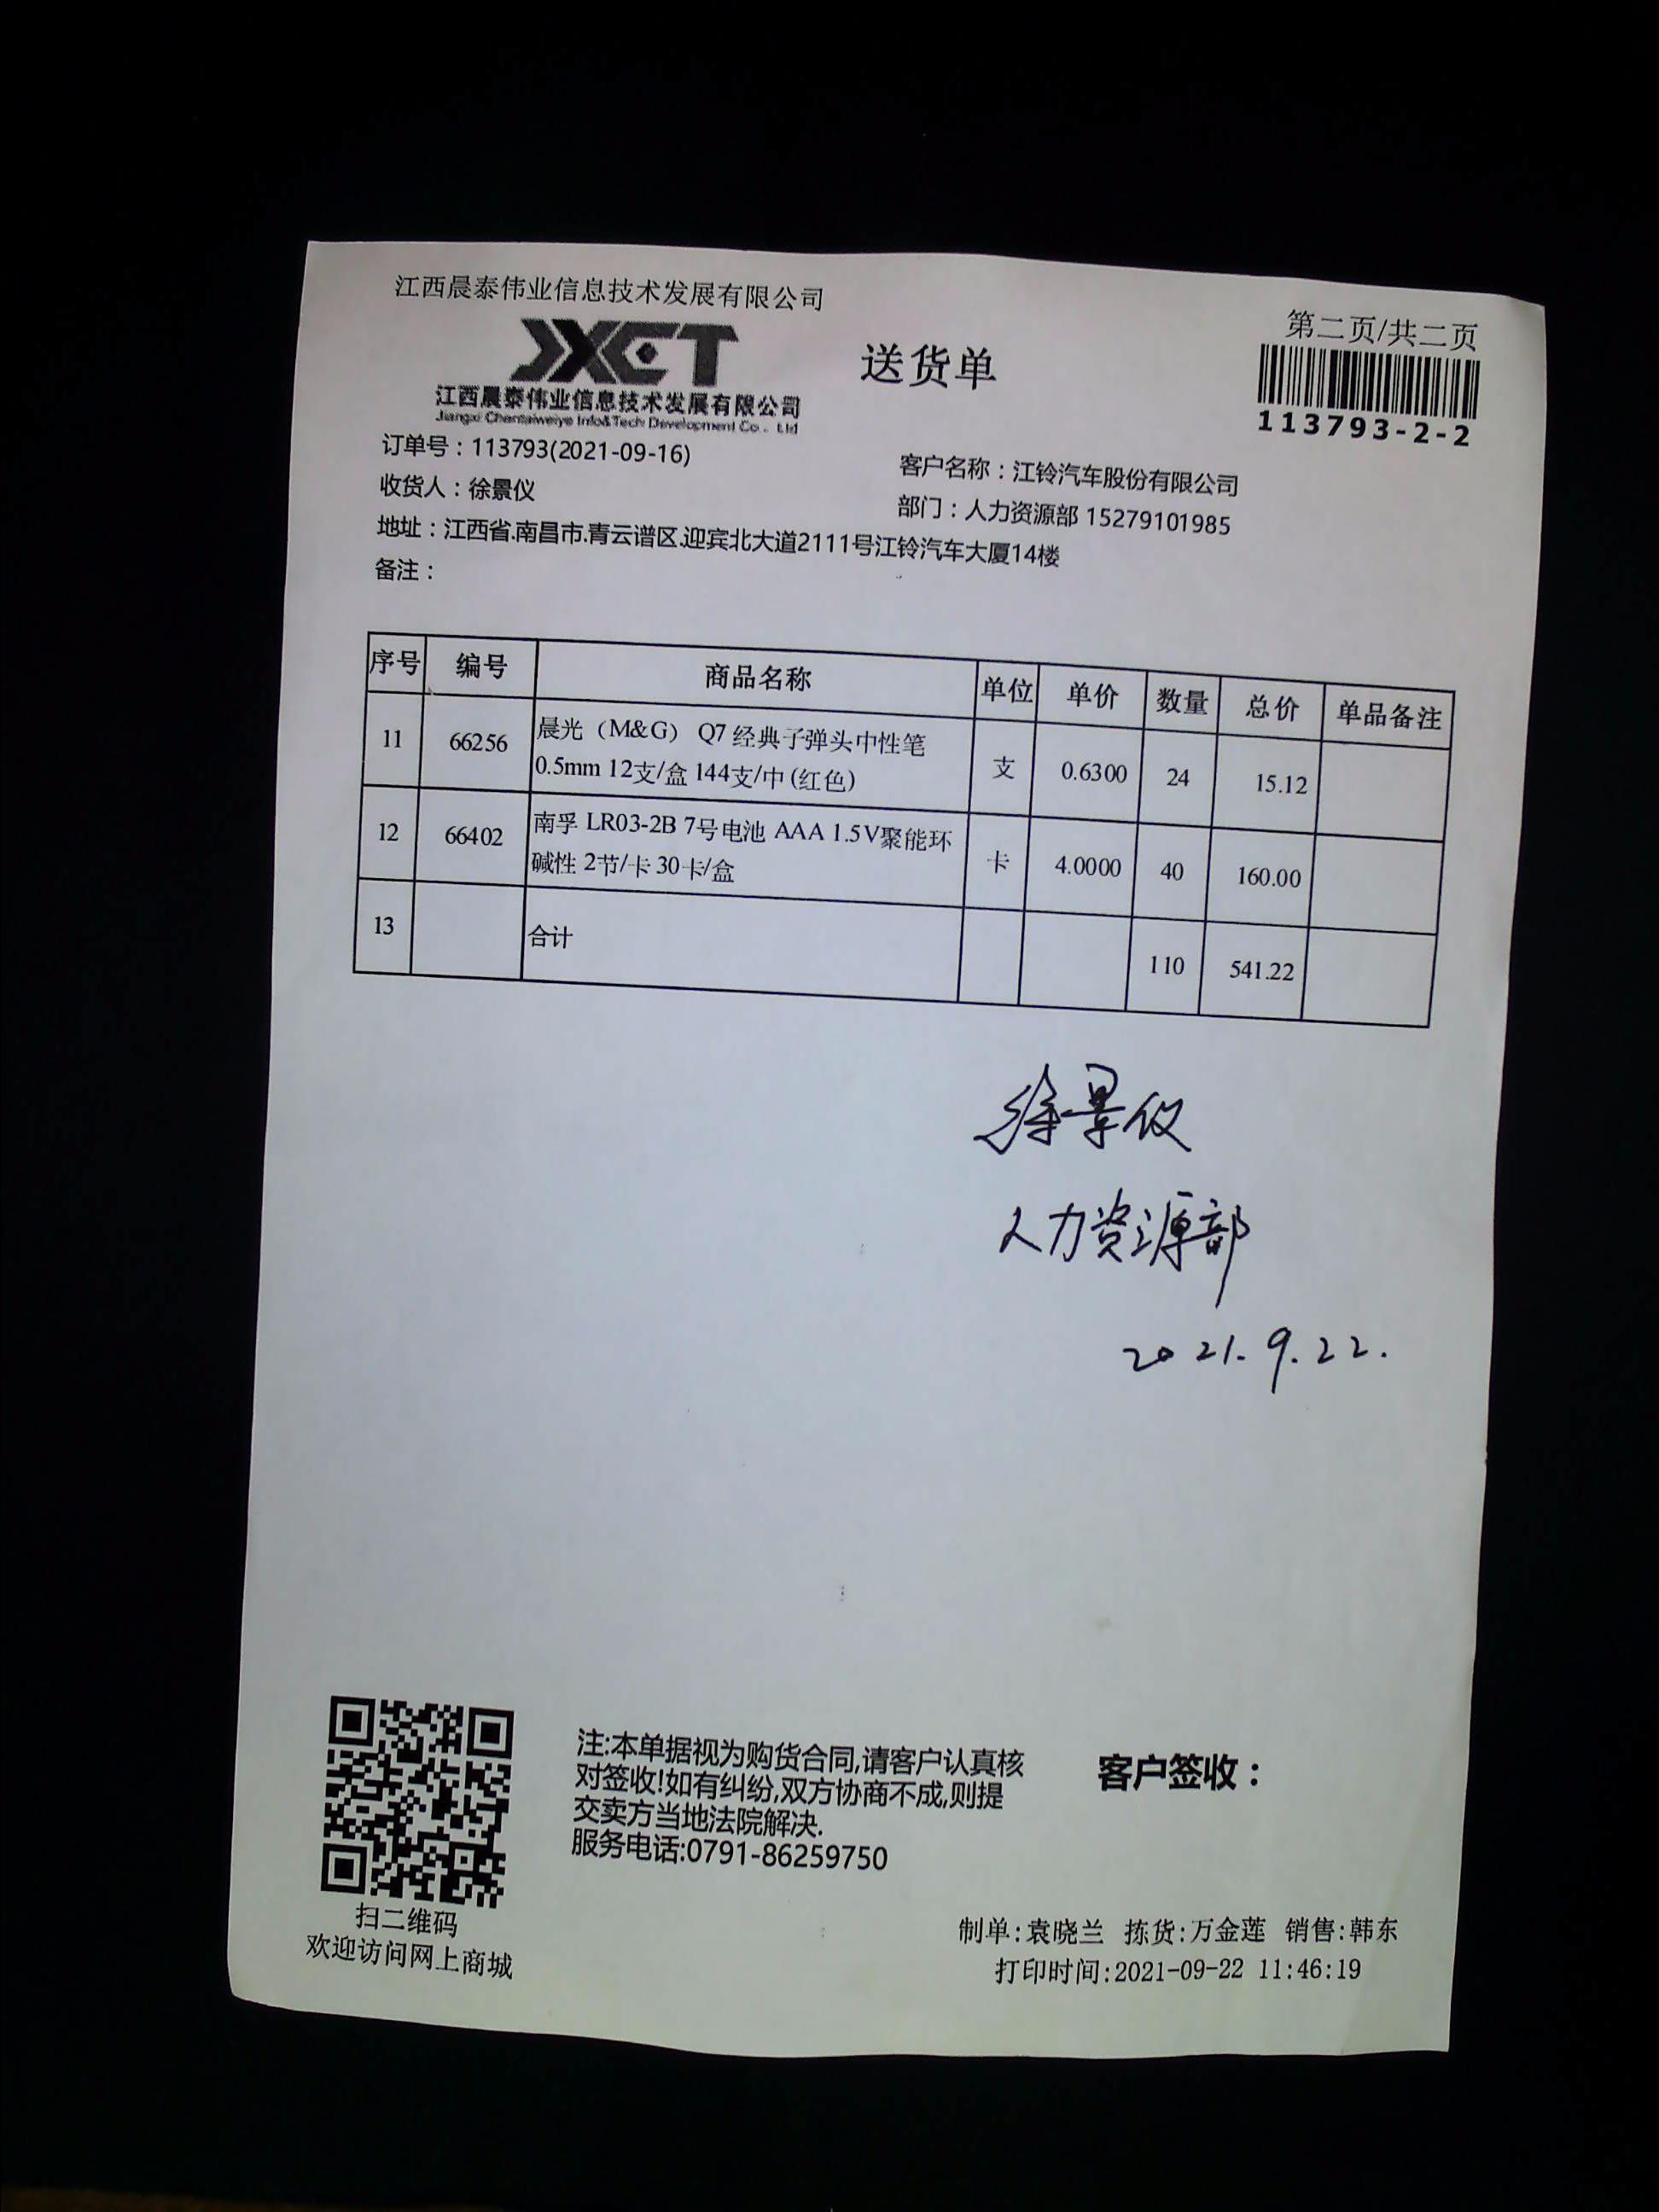 江西晨泰伟业信息技术发展有限公司
第二页/共二页
JXCT
送货单
江西晨泰伟业信息技术发展有限公司
Jiangxi Chentaiweiye Info&Tech Development Co., Ltd
113793-2-2
订单号：113793(2021-09-16)
客户名称：江铃汽车股份有限公司
收货人：徐景仪
部门：人力资源部 15279101985
地址：江西省.南昌市.青云谱区.迎宾北大道2111号江铃汽车大厦14楼
备注：
序号 编号 商品名称 单位 单价 数量 总价 单品备注
11 66256 晨光（M&G） Q7 经典子弹头中性笔 支 0.6300 24 15.12
0.5mm 12支/盒 144支/中 (红色)
12 66402 南孚 LR03-2B 7号电池 AAA 1.5V聚能环 卡 4.0000 40 160.00
碱性 2节/卡 30卡/盒
13 合计 110 541.22
徐景仪
人力资源部
2021.9.22.
注:本单据视为购货合同,请客户认真核
对签收!如有纠纷,双方协商不成,则提
交卖方当地法院解决.
服务电话:0791-86259750
客户签收：
扫二维码
欢迎访问网上商城
制单:袁晓兰 拣货:万金莲 销售:韩东
打印时间:2021-09-22 11:46:19